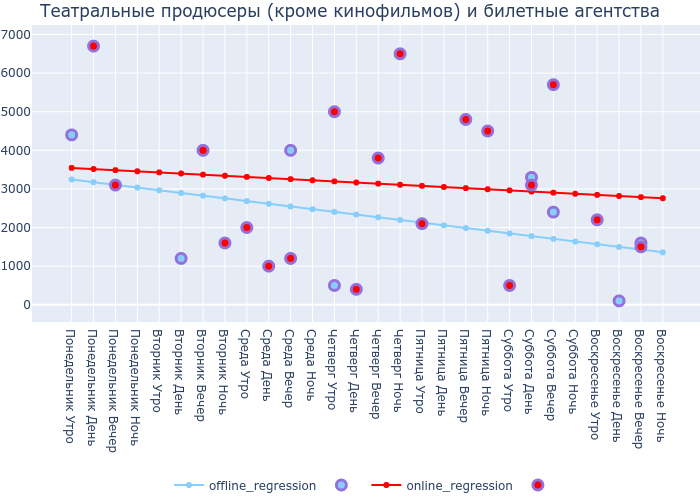 Театральные продюсеры (кроме кинофильмов) и билетные агентства
7000
6000
5000
4000
3000
2000
1000
0
Понедельник Утро
Понедельник День
Понедельник Вечер
Понедельник Ночь
Вторник Утро
Вторник День
Вторник Вечер
Вторник Ночь
Среда Утро
Среда День
Среда Вечер
Среда Ночь
Четверг Утро
Четверг День
Четверг Вечер
Четверг Ночь
Пятница Утро
Пятница День
Пятница Вечер
Пятница Ночь
Суббота Утро
Суббота День
Суббота Вечер
Суббота Ночь
Воскресенье Утро
Воскресенье День
Воскресенье Вечер
Воскресенье Ночь
offline_regression
online_regression